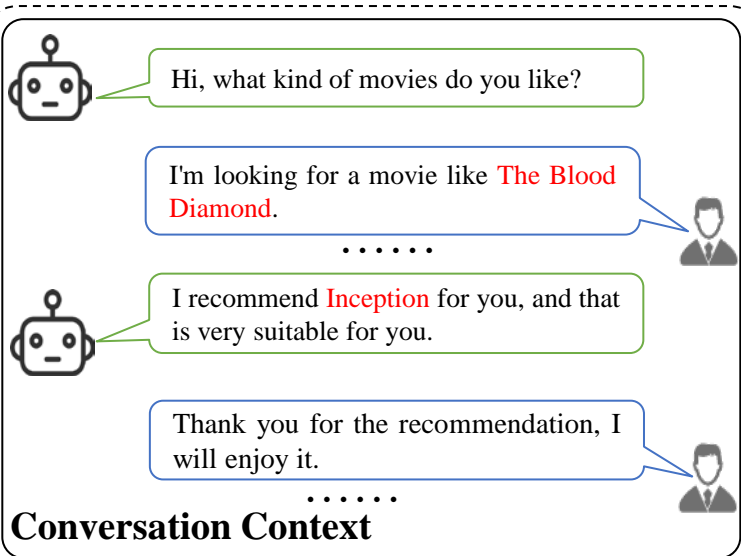 Hi, what kind of movies do you like?
I'm looking for a movie like The Blood
Diamond.
......
I recommend Inception for you, and that
is very suitable for you.
Thank you for the recommendation, I
will enjoy it.
......
Conversation Context